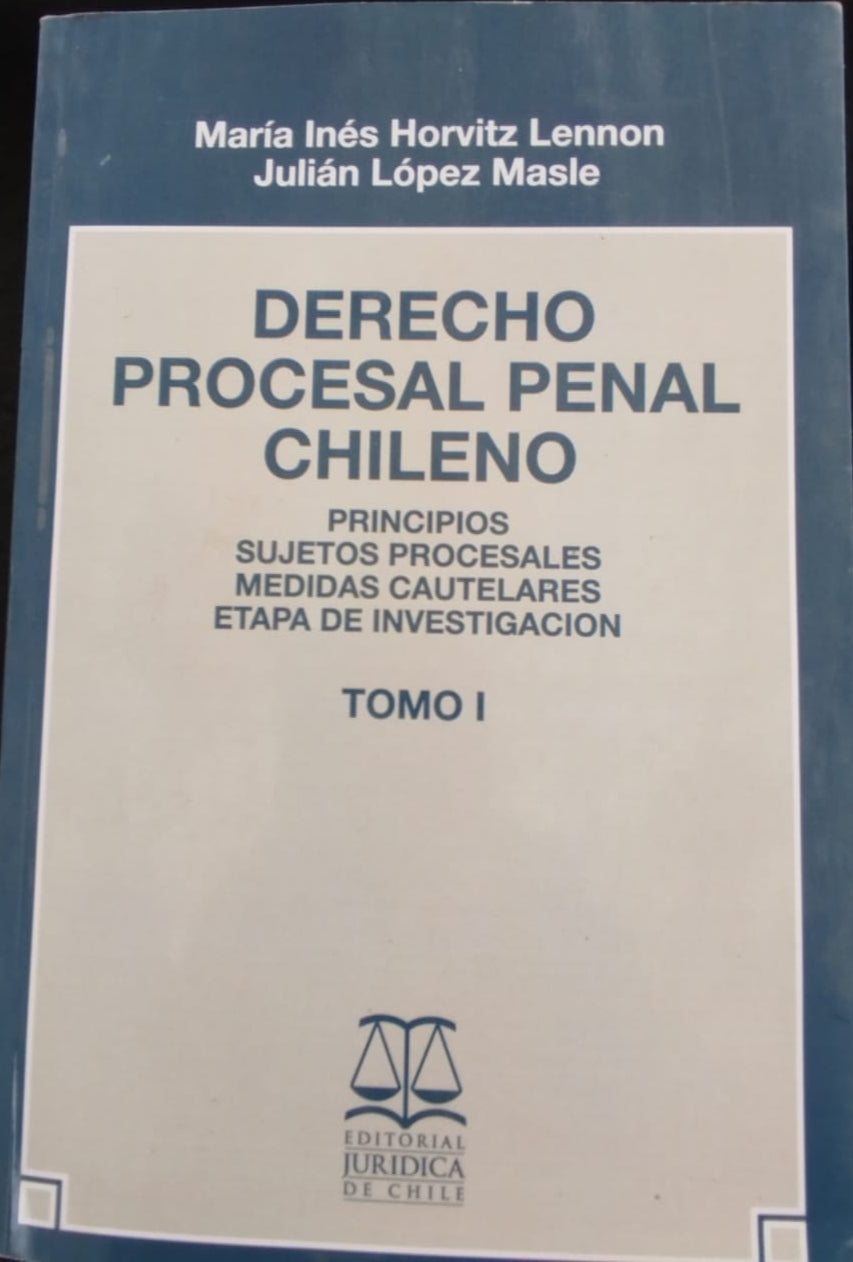 María Inés Horvitz Lennon
Julián López Masle
DERECHO
PROCESAL PENAL
CHILENO
PRINCIPIOS
SUJETOS PROCESALES
MEDIDAS CAUTELARES
ETAPA DE INVESTIGACION
TOMO I
EDITORIAL
JURIDICA
DE CHILE